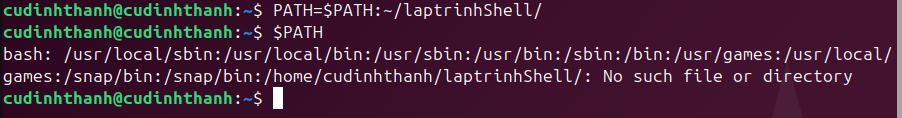 cudinhthanh@cudinhthanh:~$ PATH=$PATH:~/laptrinhShell/
cudinhthanh@cudinhthanh:~$ $PATH
bash: /usr/local/sbin:/usr/local/bin:/usr/sbin:/usr/bin:/sbin:/bin:/usr/games:/usr/local/
games:/snap/bin:/snap/bin:/home/cudinhthanh/laptrinhShell/: No such file or directory
cudinhthanh@cudinhthanh:~$